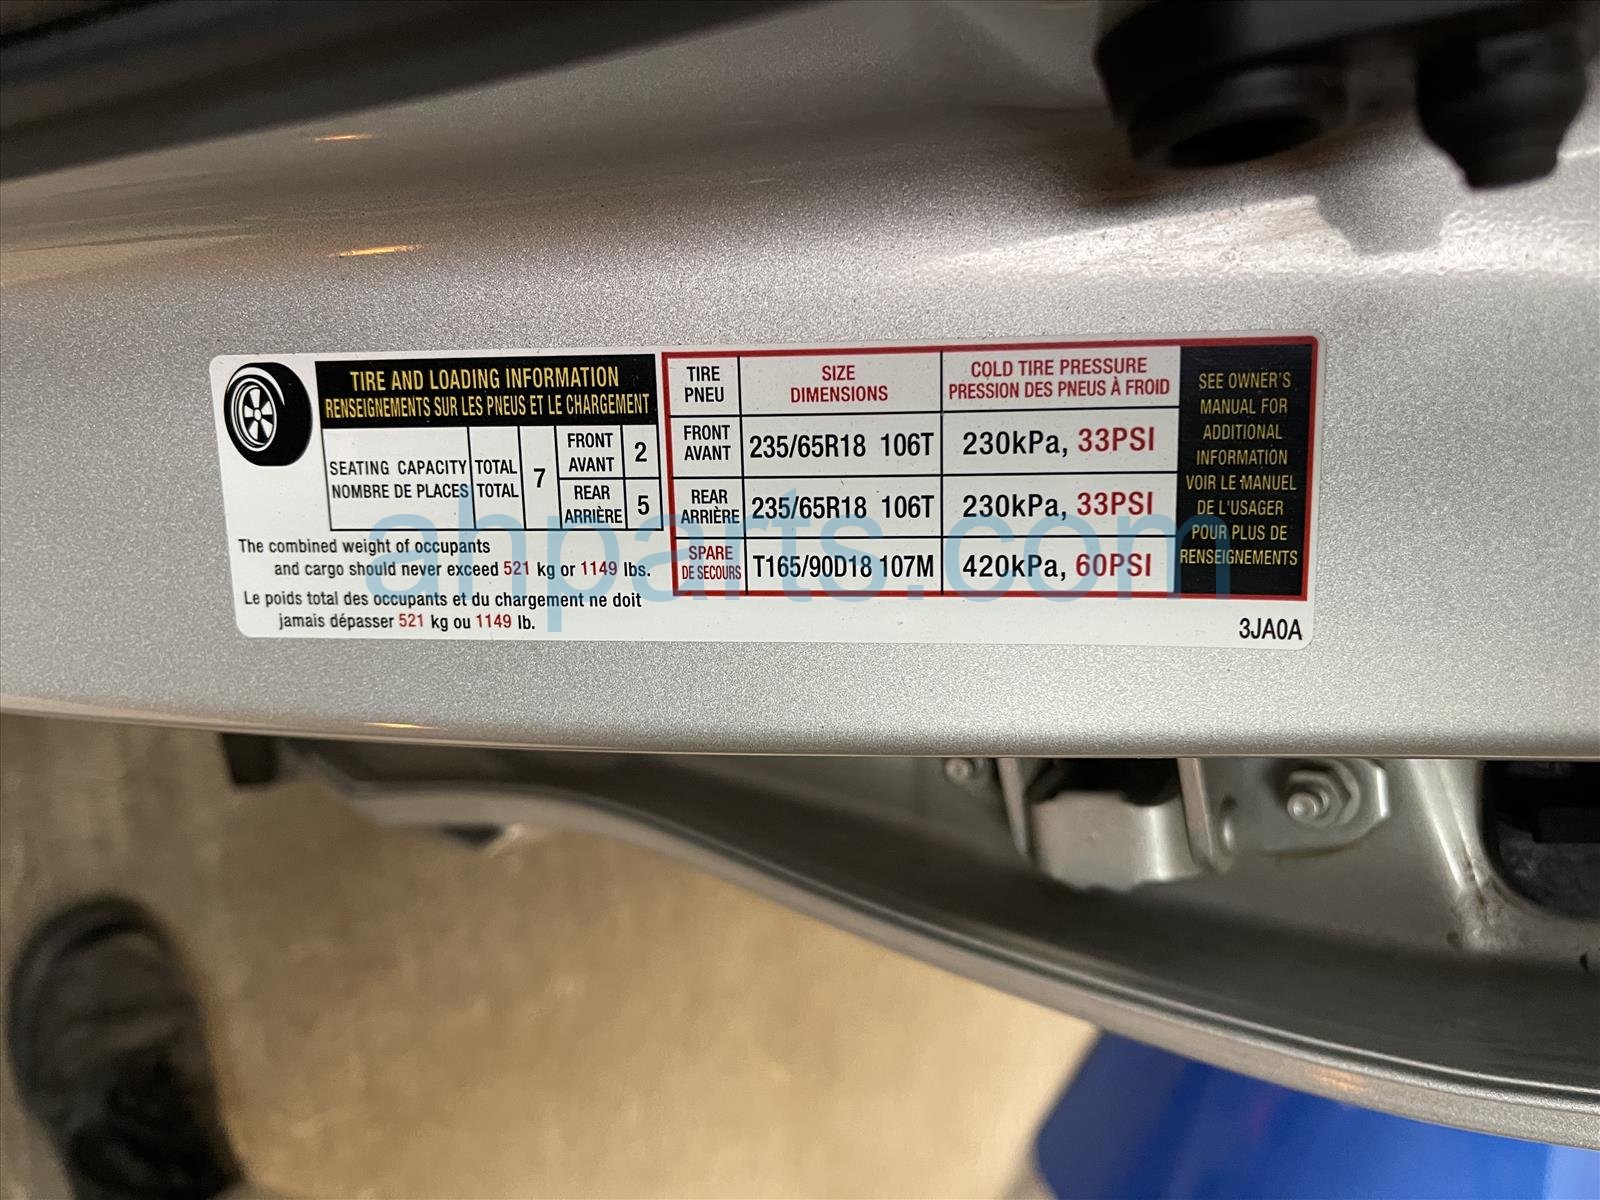 TIRE AND LOADING INFORMATION
RENSEIGNEMENTS SUR LES PNEUS ET LE CHARGEMENT
SEATING CAPACITY TOTAL 7 FRONT 2
NOMBRE DE PLACES TOTAL AVANT
REAR 5
ARRIÈRE
The combined weight of occupants
and cargo should never exceed 521 kg or 1149 lbs.
Le poids total des occupants et du chargement ne doit
jamais dépasser 521 kg ou 1149 lb.
TIRE SIZE COLD TIRE PRESSURE
PNEU DIMENSIONS PRESSION DES PNEUS À FROID
FRONT 235/65R18 106T 230kPa, 33PSI
AVANT
REAR 235/65R18 106T 230kPa, 33PSI
ARRIÈRE
SPARE T165/90D18 107M 420kPa, 60PSI
DE SECOURS
SEE OWNER'S
MANUAL FOR
ADDITIONAL
INFORMATION
VOIR LE MANUEL
DE L'USAGER
POUR PLUS DE
RENSEIGNEMENTS
3JA0A
ahparts.com